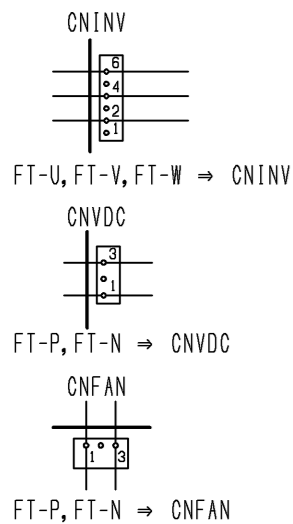 CNINV
6
4
2
1
FT-U,FT-V,FT-W ⇒ CNINV
CNVDC
3
1
FT-P,FT-N ⇒ CNVDC
CNFAN
1 3
FT-P,FT-N ⇒ CNFAN